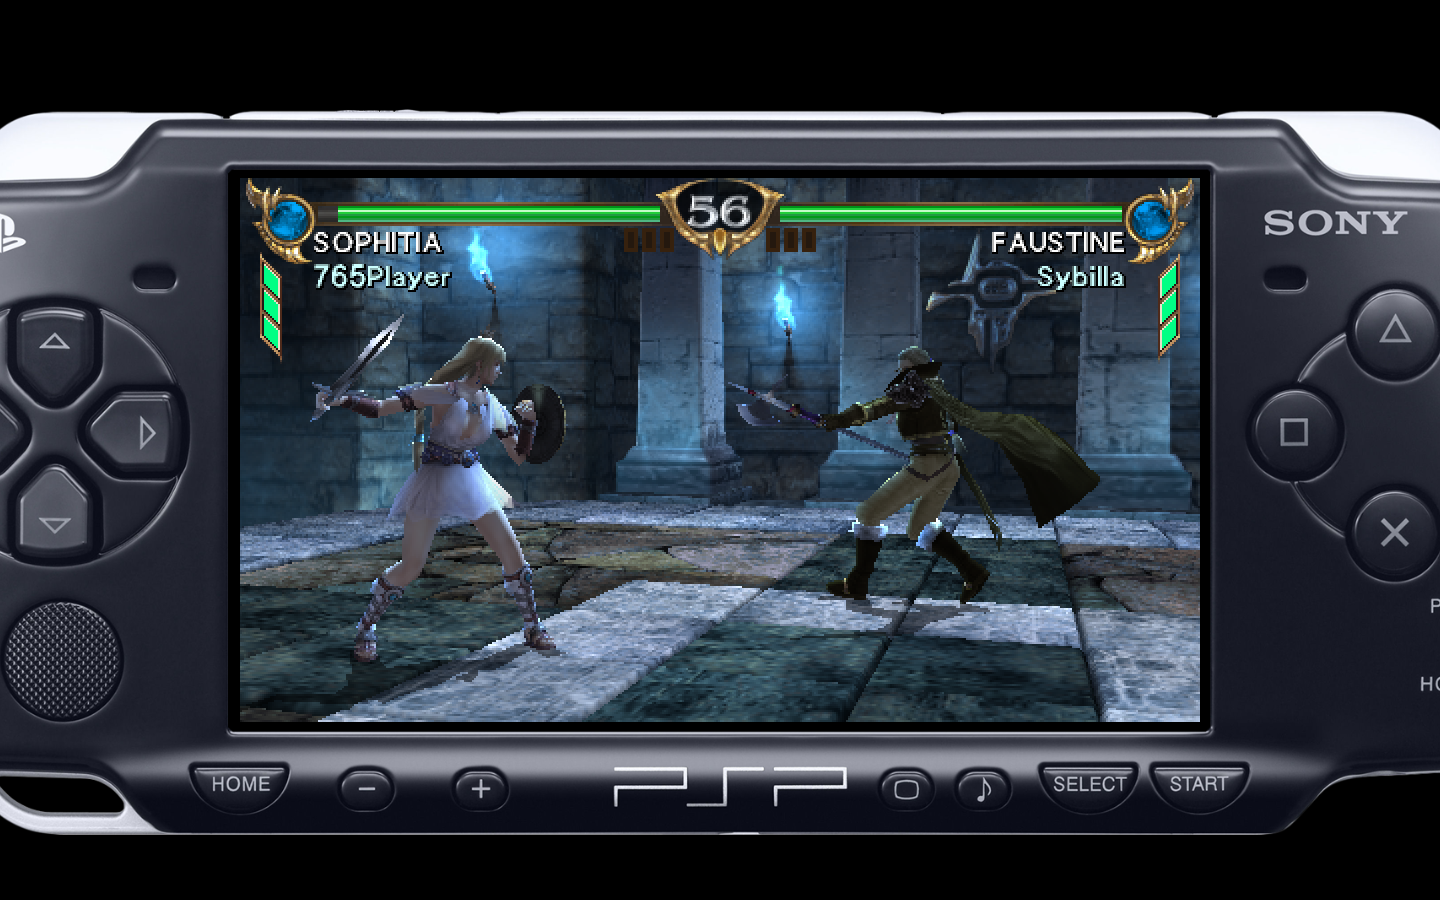 56
SOPHITIA
FAUSTINE
765Player
Sybilla
SONY
HOME
PSP
SELECT
START